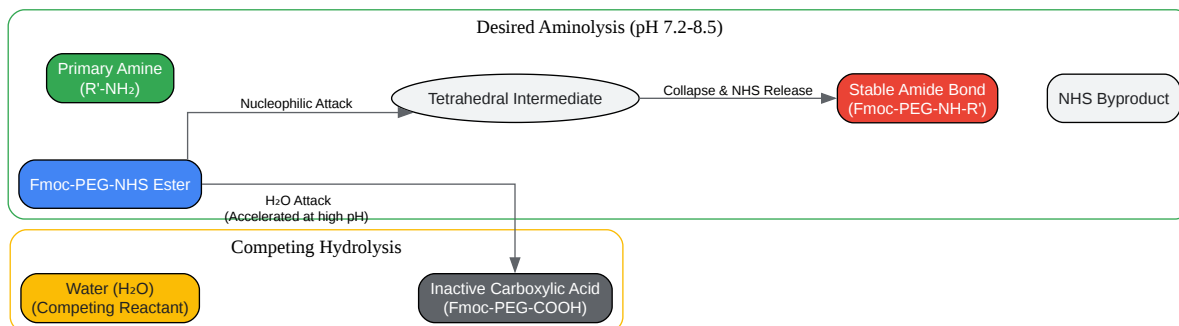 Desired Aminolysis (pH 7.2-8.5)
Primary Amine
(R'-NH₂)
Nucleophilic Attack
Tetrahedral Intermediate
Collapse & NHS Release
Stable Amide Bond
(Fmoc-PEG-NH-R')
NHS Byproduct
Fmoc-PEG-NHS Ester
H₂O Attack
(Accelerated at high pH)
Competing Hydrolysis
Water (H₂O)
(Competing Reactant)
Inactive Carboxylic Acid
(Fmoc-PEG-COOH)